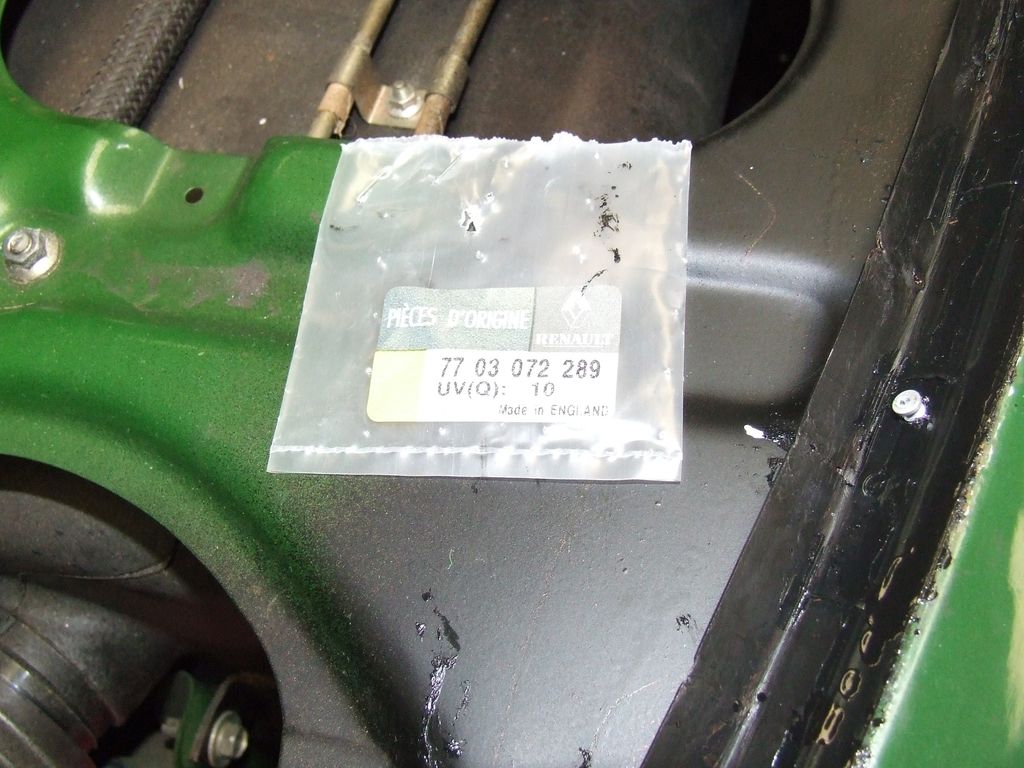 PIECES D'ORIGINE
RENAULT
77 03 072 289
UV(Q): 10
Made in ENGLAND